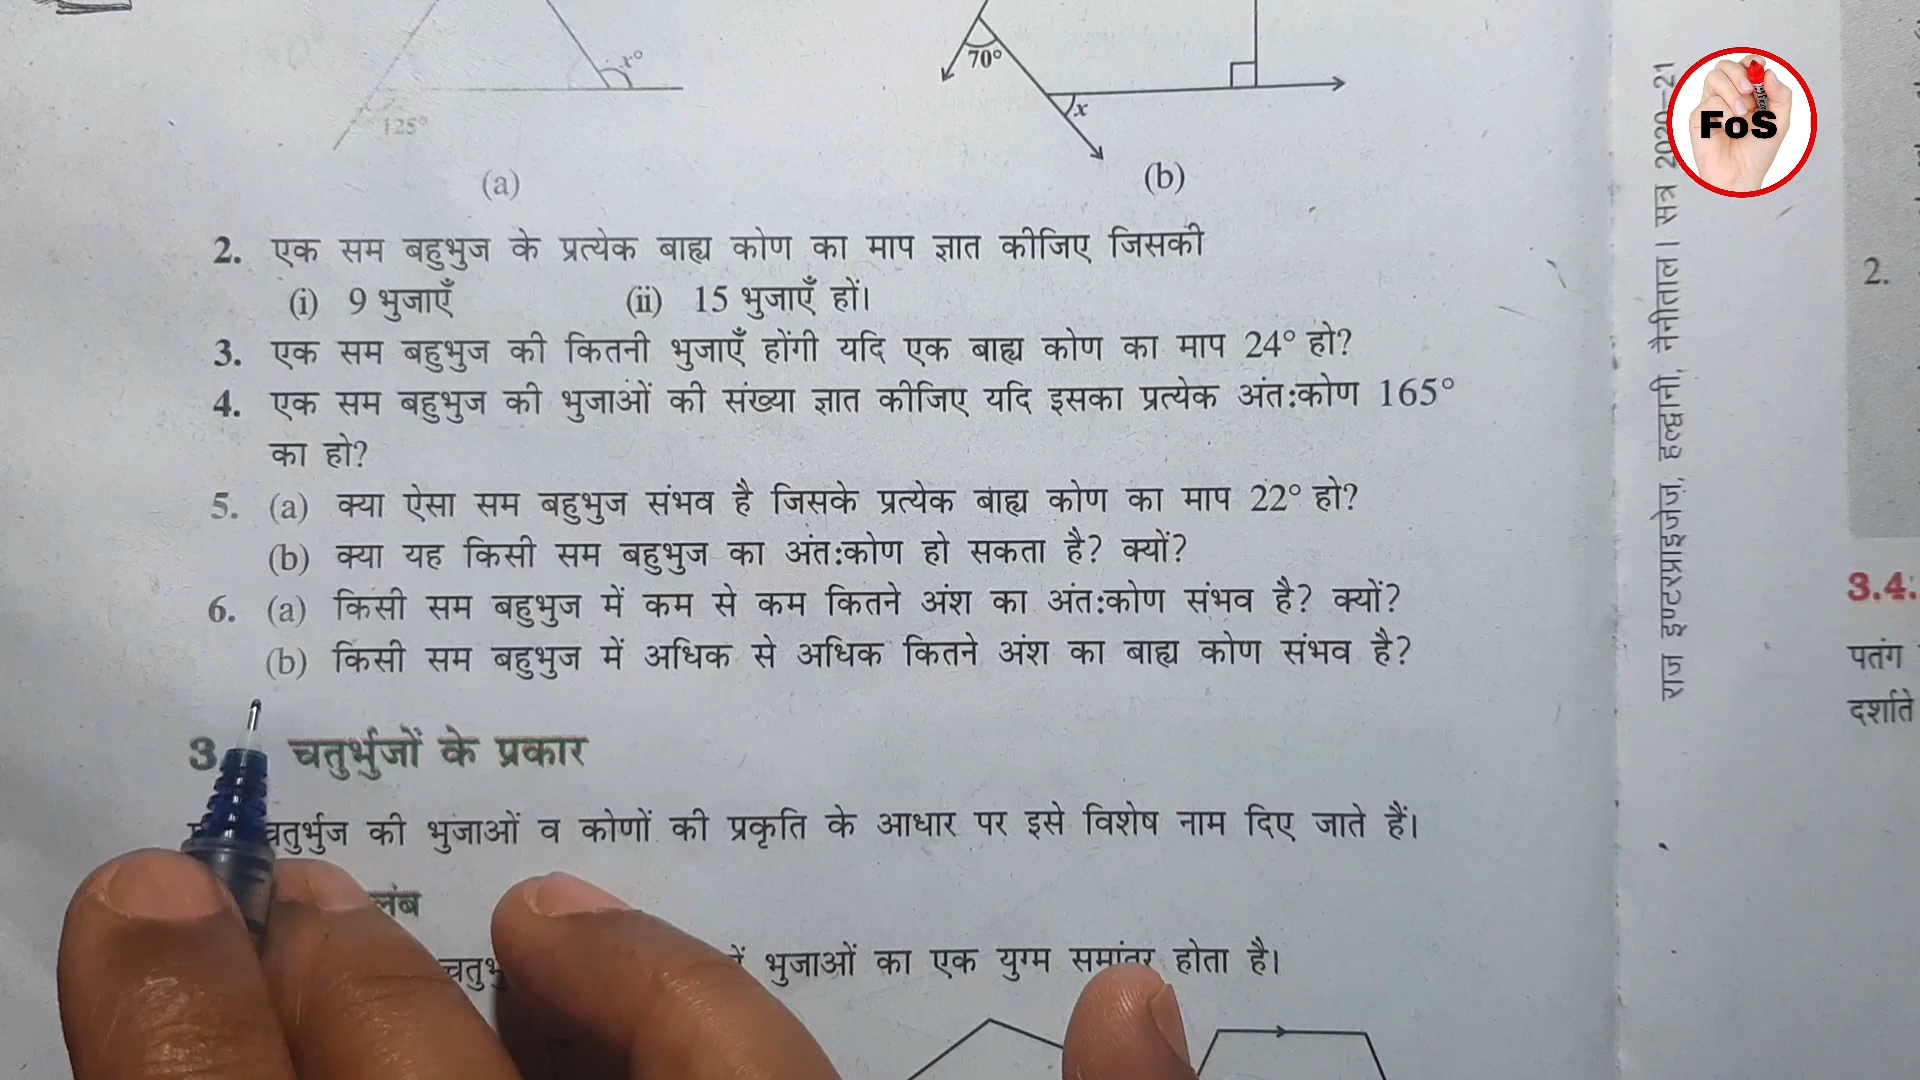 70°
x°
125°
x
(a)
(b)
2. एक सम बहुभुज के प्रत्येक बाह्य कोण का माप ज्ञात कीजिए जिसकी
(i) 9 भुजाएँ (ii) 15 भुजाएँ हों।
3. एक सम बहुभुज की कितनी भुजाएँ होंगी यदि एक बाह्य कोण का माप 24° हो?
4. एक सम बहुभुज की भुजाओं की संख्या ज्ञात कीजिए यदि इसका प्रत्येक अंत:कोण 165°
का हो?
5. (a) क्या ऐसा सम बहुभुज संभव है जिसके प्रत्येक बाह्य कोण का माप 22° हो?
(b) क्या यह किसी सम बहुभुज का अंत:कोण हो सकता है? क्यों?
6. (a) किसी सम बहुभुज में कम से कम कितने अंश का अंत:कोण संभव है? क्यों?
(b) किसी सम बहुभुज में अधिक से अधिक कितने अंश का बाह्य कोण संभव है?
3. चतुर्भुजों के प्रकार
चतुर्भुज की भुजाओं व कोणों की प्रकृति के आधार पर इसे विशेष नाम दिए जाते हैं।
लंब
भुजाओं का एक युग्म समांतर होता है।
राज इण्टरप्राइजेज, हल्द्वानी, नैनीताल। सत्र 2020–21
FoS
2.
3.4.
पतंग
दर्शाते